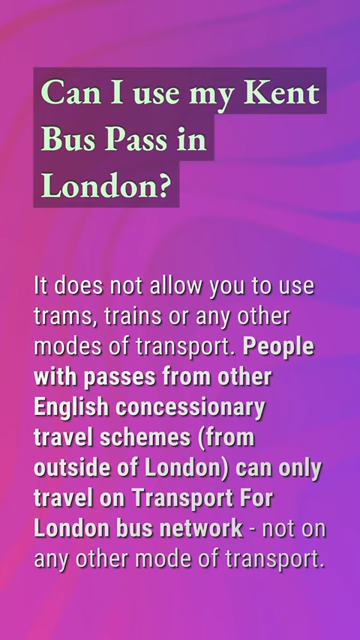 Can I use my Kent
Bus Pass in
London?
It does not allow you to use
trams, trains or any other
modes of transport. People
with passes from other
English concessionary
travel schemes (from
outside of London) can only
travel on Transport For
London bus network - not on
any other mode of transport.